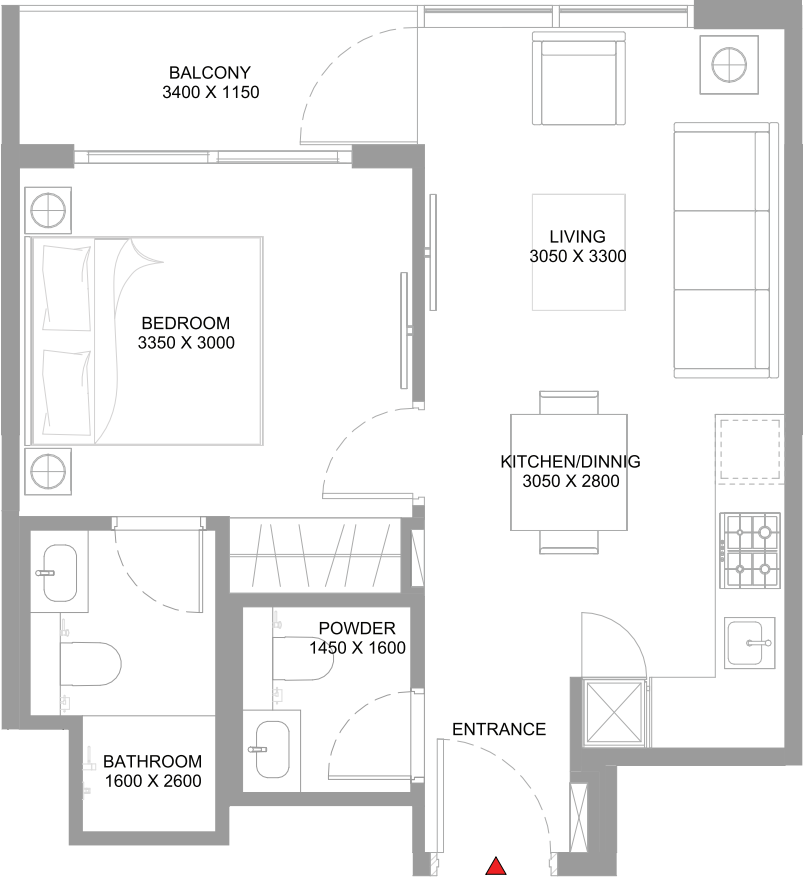 BALCONY
3400 X 1150
LIVING
3050 X 3300
BEDROOM
3350 X 3000
KITCHEN/DINNIG
3050 X 2800
POWDER
1450 X 1600
ENTRANCE
BATHROOM
1600 X 2600